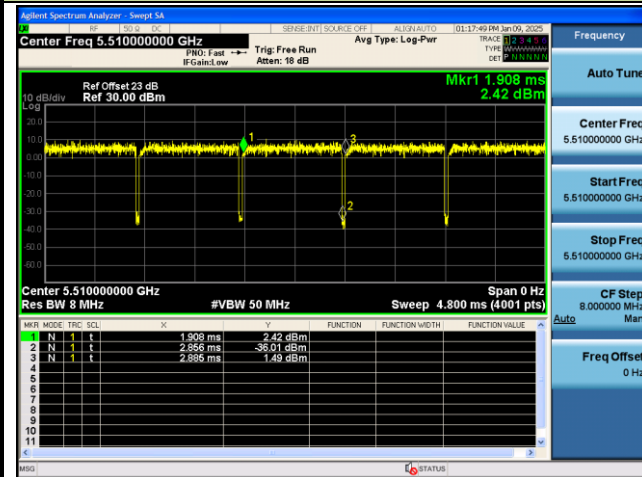 Agilent Spectrum Analyzer - Swept SA
RF 50 Ω DC SENSE:INT SOURCE OFF ALIGNAUTO 01:17:49 PM Jan 09, 2025
Center Freq 5.510000000 GHz
PNO: Fast
IFGain:Low
Trig: Free Run
Atten: 18 dB
Avg Type: Log-Pwr
TRACE 1 2 3 4 5 6
TYPE
DET P N N N N N
Ref Offset 23 dB
Ref 30.00 dBm
Mkr1 1.908 ms
2.42 dBm
10 dB/div
Log
20.0
10.0
0.00
-10.0
-20.0
-30.0
-40.0
-50.0
-60.0
1
3
2
Center 5.510000000 GHz
Span 0 Hz
Res BW 8 MHz
#VBW 50 MHz
Sweep 4.800 ms (4001 pts)
MKR MODE TRC SCL X Y FUNCTION FUNCTION WIDTH FUNCTION VALUE
1 N 1 t 1.908 ms 2.42 dBm
2 N 1 t 2.856 ms -36.01 dBm
3 N 1 t 2.885 ms 1.49 dBm
4
5
6
7
8
9
10
11
MSG
STATUS
Frequency
Auto Tune
Center Freq
5.510000000 GHz
Start Freq
5.510000000 GHz
Stop Freq
5.510000000 GHz
CF Step
8.000000 MHz
Auto Man
Freq Offset
0 Hz